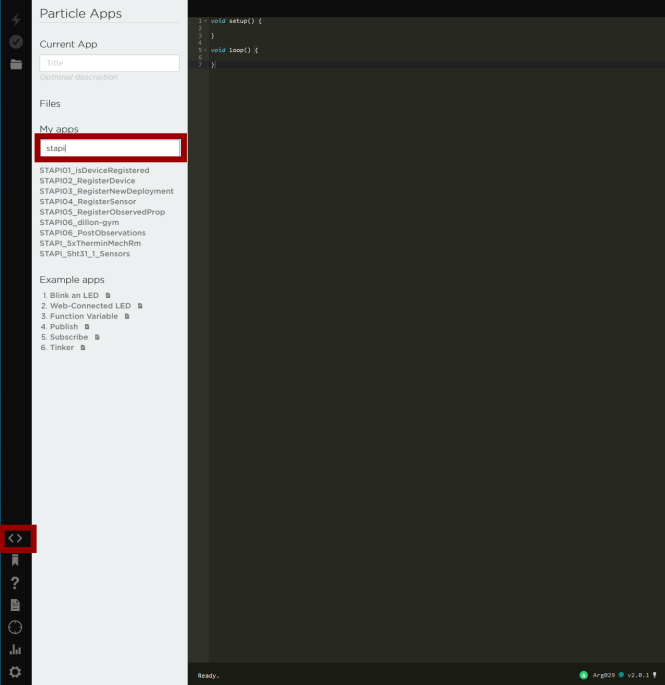 Particle Apps
Current App
Title
Optional description
Files
My apps
stapi
STAPI01_isDeviceRegistered
STAPI02_RegisterDevice
STAPI03_RegisterNewDeployment
STAPI04_RegisterSensor
STAPI05_RegisterObservedProp
STAPI06_dillon-gym
STAPI06_PostObservations
STAPI_5xTherminMechRm
STAPI_Sht31_1_Sensors
Example apps
1. Blink an LED
2. Web-Connected LED
3. Function Variable
4. Publish
5. Subscribe
6. Tinker
1 void setup() {
2
3 }
4
5 void loop() {
6
7 }
Ready.
Arg029 v2.0.1